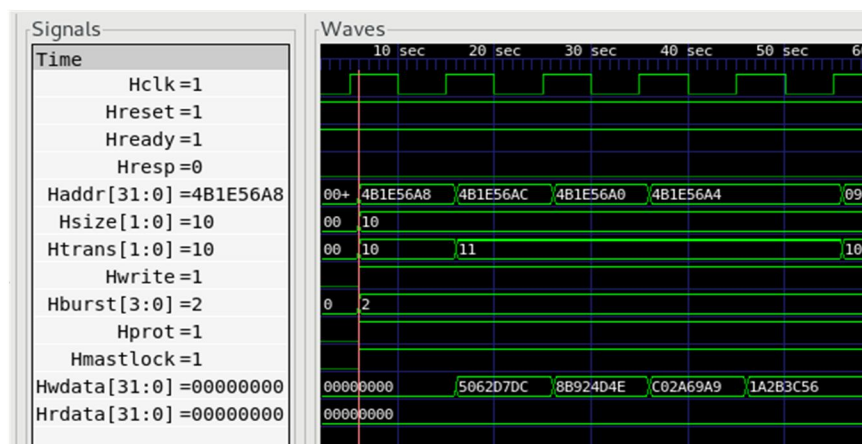 Signals
Waves
Time
10 sec 20 sec 30 sec 40 sec 50 sec 60
Hclk=1
Hreset=1
Hready=1
Hresp=0
Haddr[31:0]=4B1E56A8 00+ 4B1E56A8 4B1E56AC 4B1E56A0 4B1E56A4 09
Hsize[1:0]=10 00 10
Htrans[1:0]=10 00 10 11 10
Hwrite=1
Hburst[3:0]=2 0 2
Hprot=1
Hmastlock=1
Hwdata[31:0]=00000000 00000000 5062D7DC 8B924D4E C02A69A9 1A2B3C56
Hrdata[31:0]=00000000 00000000